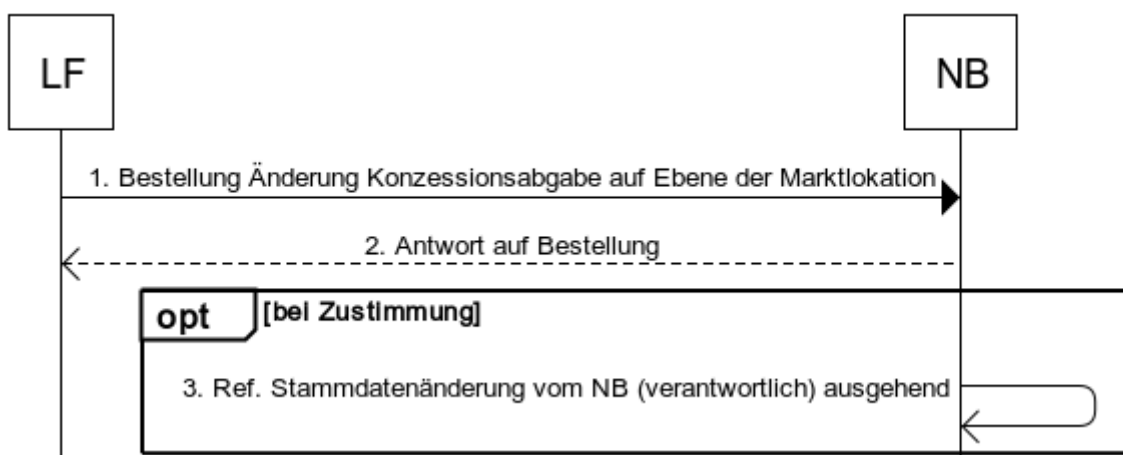 LF
NB
1. Bestellung Änderung Konzessionsabgabe auf Ebene der Marktlokation
2. Antwort auf Bestellung
opt
[bei Zustimmung]
3. Ref. Stammdatenänderung vom NB (verantwortlich) ausgehend